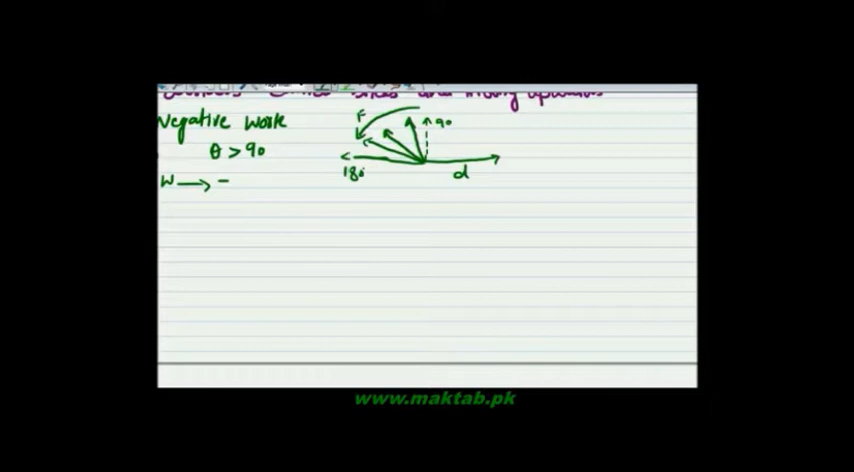 Negative work
θ > 90
W → -
F
90
180
d
www.maktab.pk